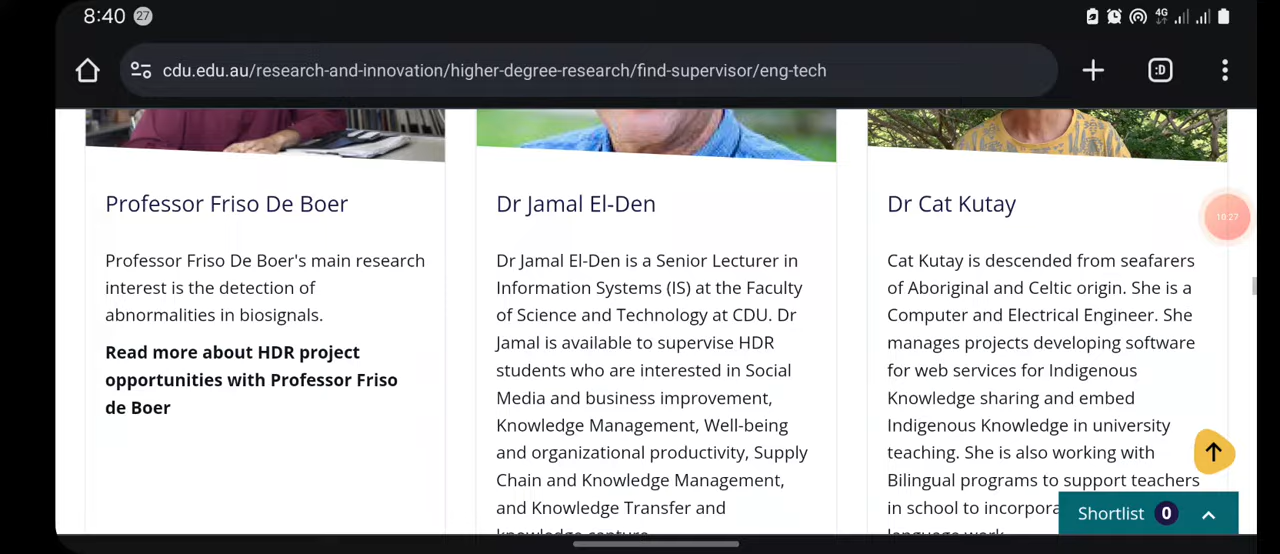 8:40 27
4G
cdu.edu.au/research-and-innovation/higher-degree-research/find-supervisor/eng-tech
:D
Professor Friso De Boer
Professor Friso De Boer's main research
interest is the detection of
abnormalities in biosignals.
Read more about HDR project
opportunities with Professor Friso
de Boer
Dr Jamal El-Den
Dr Jamal El-Den is a Senior Lecturer in
Information Systems (IS) at the Faculty
of Science and Technology at CDU. Dr
Jamal is available to supervise HDR
students who are interested in Social
Media and business improvement,
Knowledge Management, Well-being
and organizational productivity, Supply
Chain and Knowledge Management,
and Knowledge Transfer and
knowledge capture
Dr Cat Kutay
Cat Kutay is descended from seafarers
of Aboriginal and Celtic origin. She is a
Computer and Electrical Engineer. She
manages projects developing software
for web services for Indigenous
Knowledge sharing and embed
Indigenous Knowledge in university
teaching. She is also working with
Bilingual programs to support teachers
in school to incorpora
language work
10:27
Shortlist 0